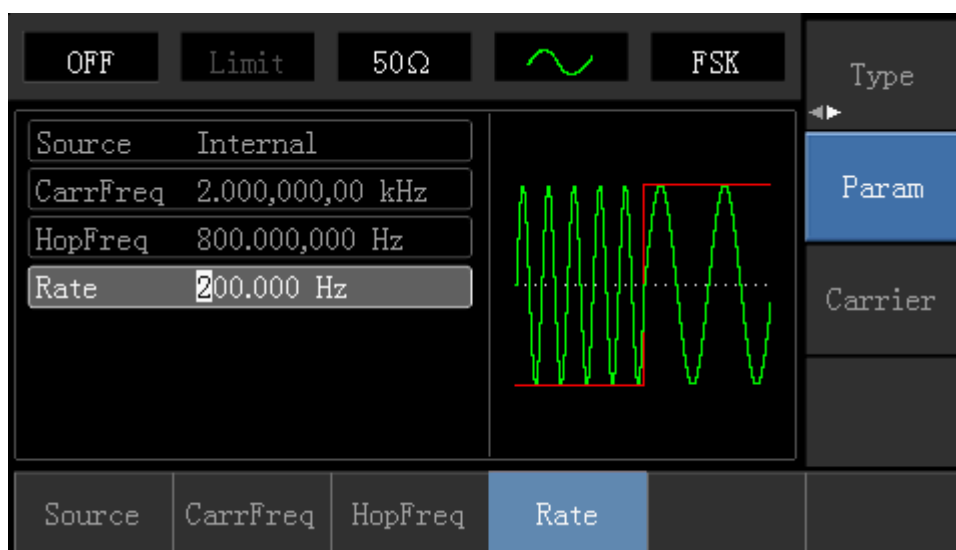 OFF Limit 50Ω FSK
Type
Source Internal
CarrFreq 2.000,000,00 kHz
HopFreq 800.000,000 Hz
Rate 200.000 Hz
Param
Carrier
Source CarrFreq HopFreq Rate